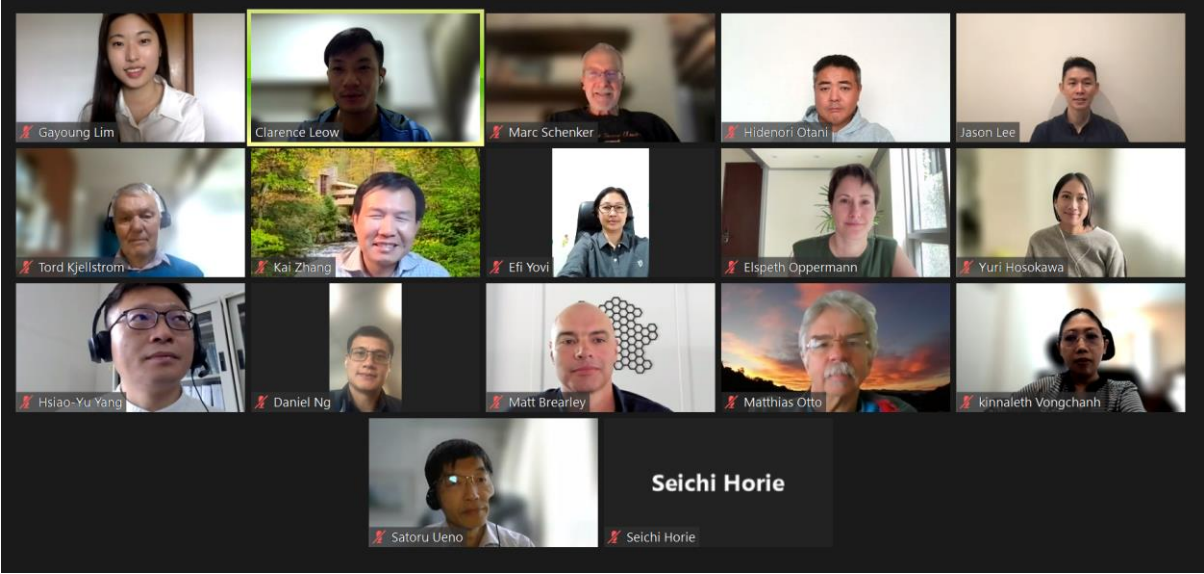 Gayoung Lim
Clarence Leow
Marc Schenker
Hidenori Otani
Jason Lee
Tord Kjellstrom
Kai Zhang
Efi Yovi
Elspeth Oppermann
Yuri Hosokawa
Hsiao-Yu Yang
Daniel Ng
Matt Brearley
Matthias Otto
kinnaleth Vongchanh
Satoru Ueno
Seichi Horie
Seichi Horie